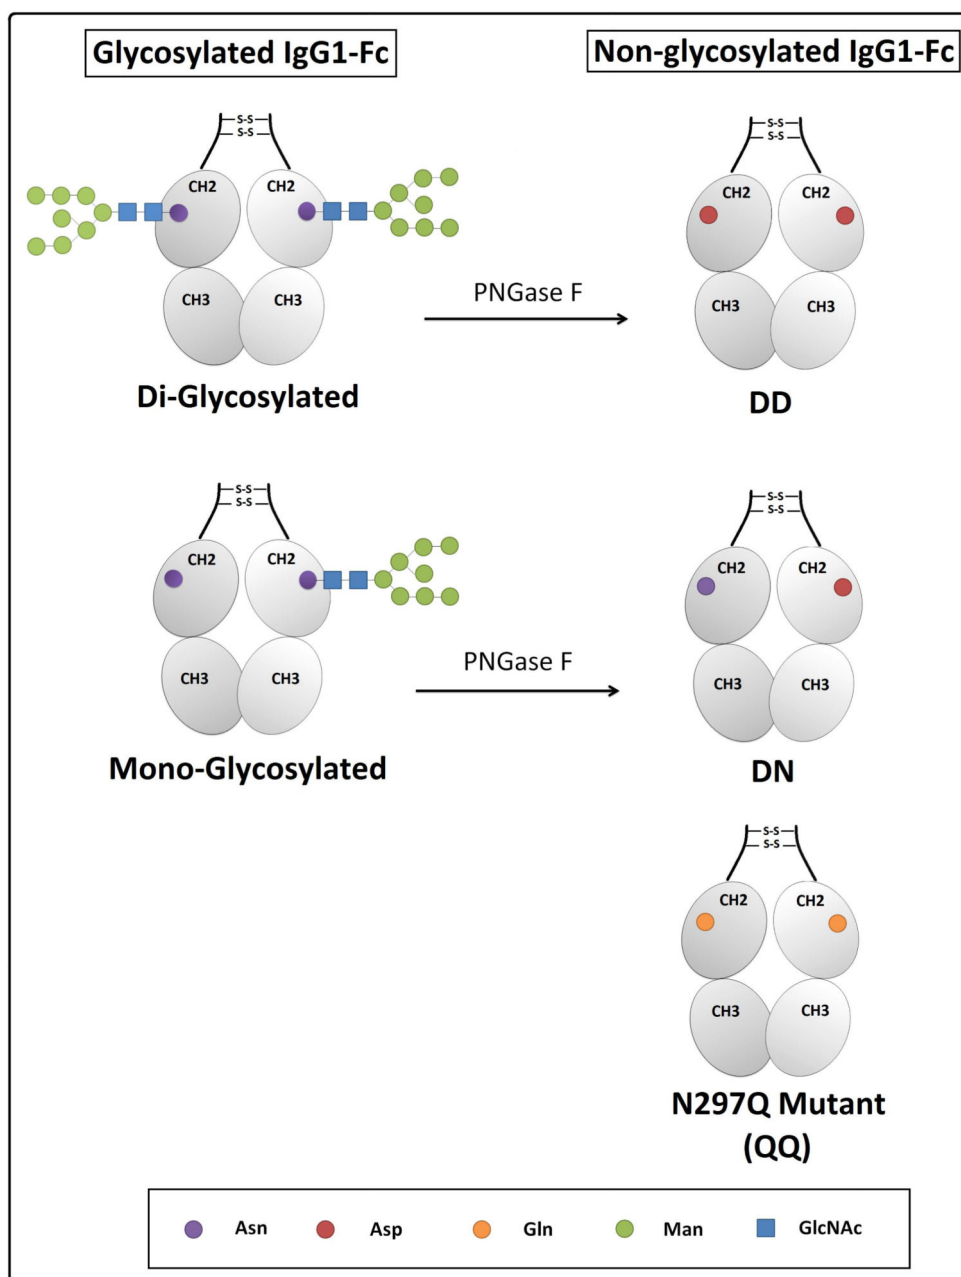 Glycosylated IgG1-Fc
Non-glycosylated IgG1-Fc
S-S
S-S
CH2
CH2
CH3
CH3
Di-Glycosylated
PNGase F
S-S
S-S
CH2
CH2
CH3
CH3
DD
S-S
S-S
CH2
CH2
CH3
CH3
Mono-Glycosylated
PNGase F
S-S
S-S
CH2
CH2
CH3
CH3
DN
S-S
S-S
CH2
CH2
CH3
CH3
N297Q Mutant
(QQ)
Asn
Asp
Gln
Man
GlcNAc